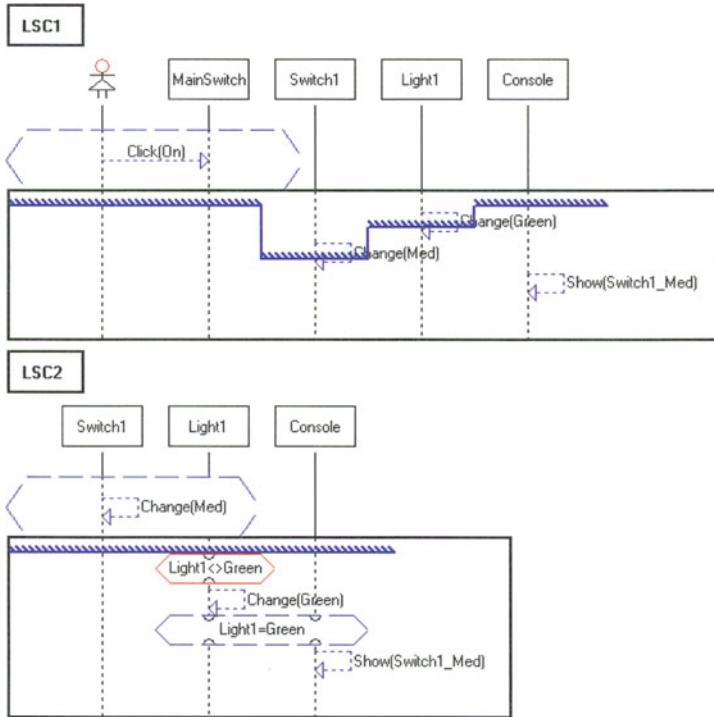 LSC1
MainSwitch Switch1 Light1 Console
Click(On)
Change(Green)
Change(Med)
Show(Switch1_Med)
LSC2
Switch1 Light1 Console
Change(Med)
Light1<>Green
Change(Green)
Light1=Green
Show(Switch1_Med)